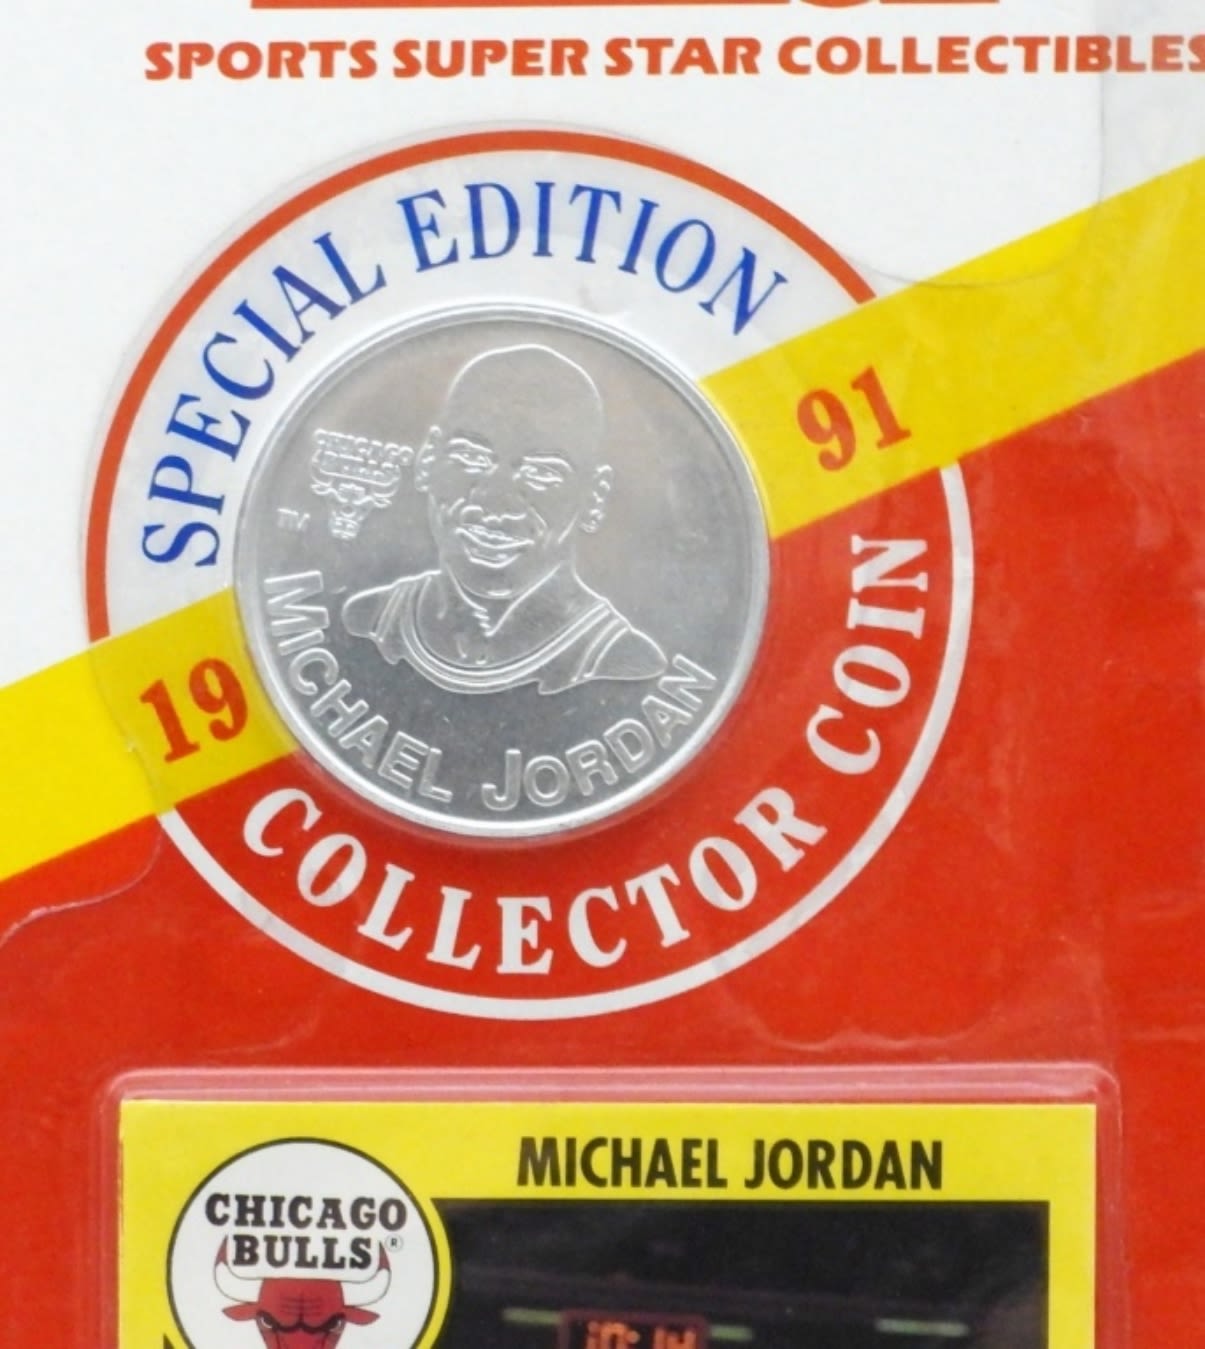 SPORTS SUPER STAR COLLECTIBLES
SPECIAL EDITION
19 91
CHICAGO
BULLS
TM
MICHAEL JORDAN
COLLECTOR COIN
MICHAEL JORDAN
CHICAGO
BULLS®